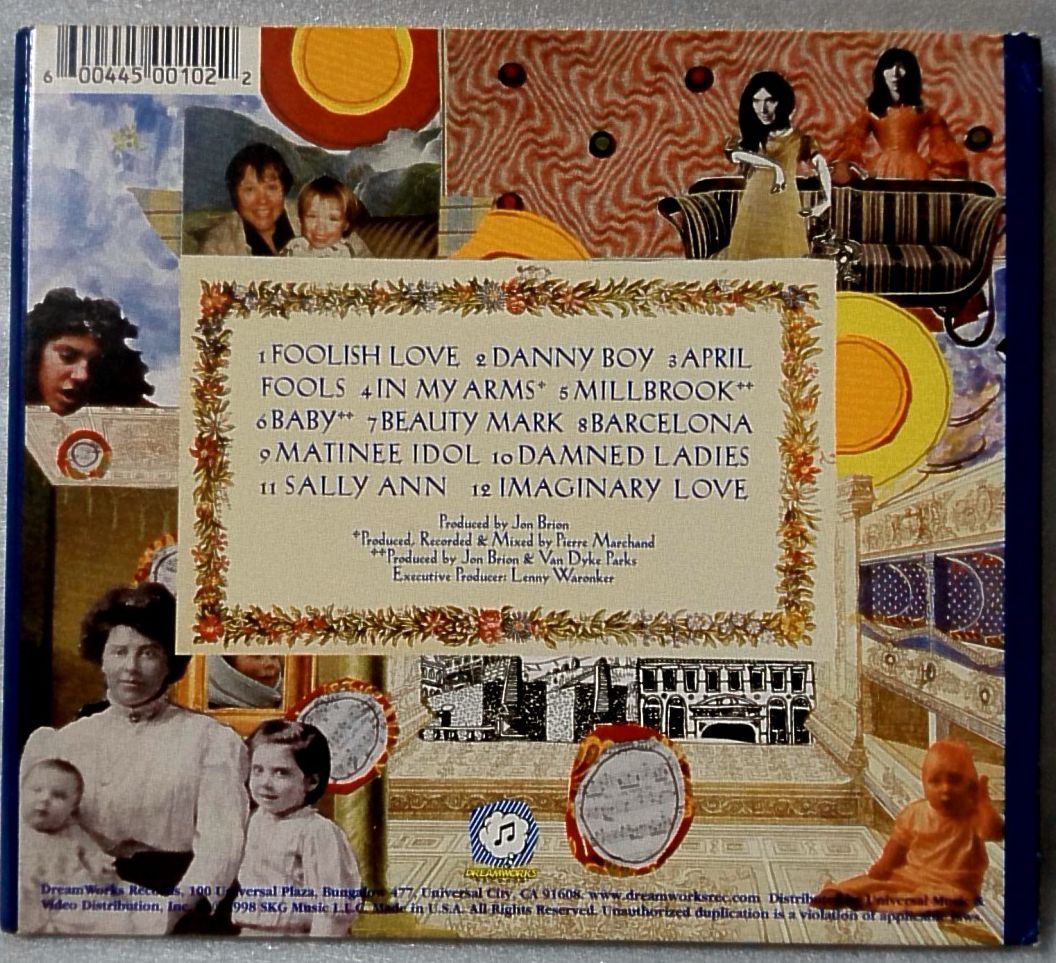 6 00445 00102 2
1 FOOLISH LOVE 2 DANNY BOY 3 APRIL
FOOLS 4 IN MY ARMS+ 5 MILLBROOK++
6 BABY++ 7 BEAUTY MARK 8 BARCELONA
9 MATINEE IDOL 10 DAMNED LADIES
11 SALLY ANN 12 IMAGINARY LOVE
Produced by Jon Brion
+Produced, Recorded & Mixed by Pierre Marchand
++Produced by Jon Brion & Van Dyke Parks
Executive Producer: Lenny Waronker
DREAMWORKS
DreamWorks Records, 100 Universal Plaza, Bungalow 477, Universal City, CA 91608. www.dreamworksrec.com Distributed by Universal Music &
Video Distribution, Inc. 1998 SKG Music L.L.C. Made in U.S.A. All Rights Reserved. Unauthorized duplication is a violation of applicable laws.